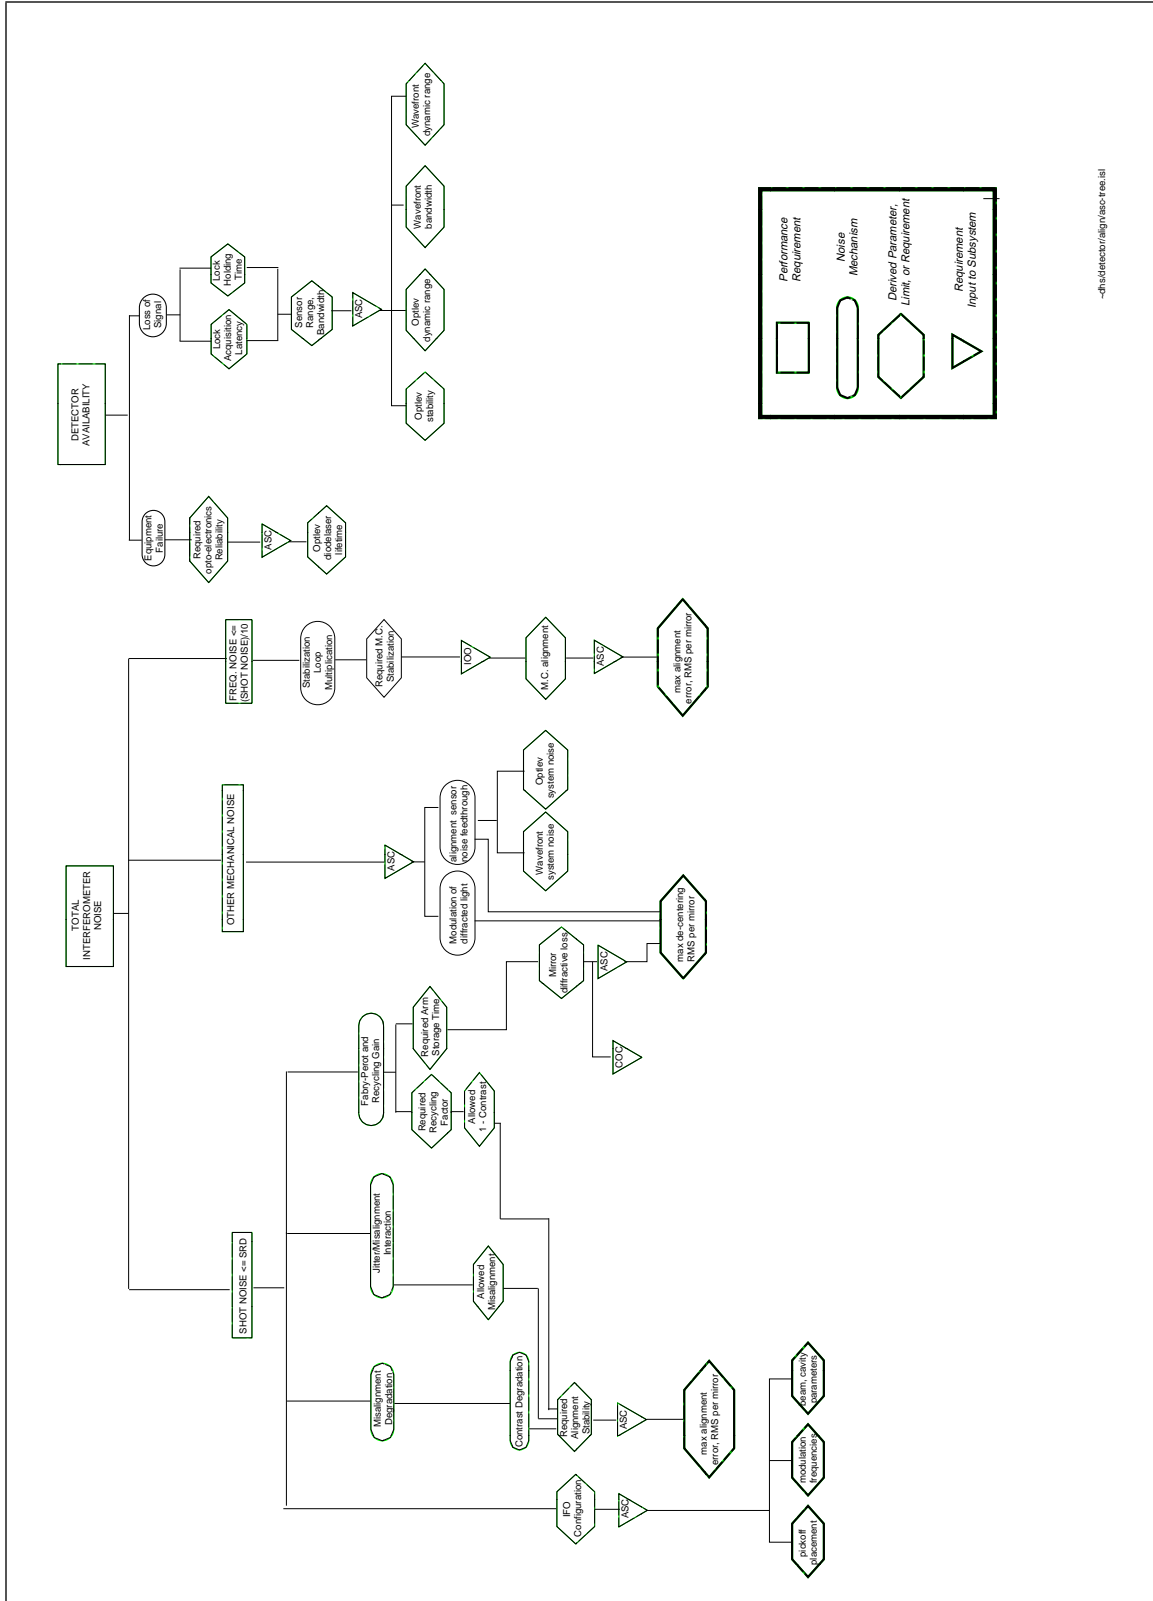 TOTAL
INTERFEROMETER
NOISE
SHOT NOISE <= SRD
OTHER MECHANICAL NOISE
FREQ. NOISE <=
(SHOT NOISE)/10
IFO
Configuration
ASC
pickoff
placement
modulation
frequencies
beam, cavity
parameters
Misalignment
Degradation
Contrast Degradation
Required
Alignment
Stability
ASC
max alignment
error, RMS per mirror
Jitter/Misalignment
Interaction
Allowed
Misalignment
Fabry-Perot and
Recycling Gain
Required
Recycling
Factor
Allowed
1 - Contrast
Required Arm
Storage Time
Mirror
diffractive loss
COC
ASC
max de-centering
RMS per mirror
ASC
Modulation of
diffracted light
alignment sensor
noise feedthrough
Wavefront
system noise
Optlev
system noise
Stabilization
Loop
Multiplication
Required M.C.
Stabilization
IOO
M.C. alignment
ASC
max alignment
error, RMS per mirror
DETECTOR
AVAILABILITY
Equipment
Failure
Required
opto-electronics
Reliability
ASC
Optlev
diodelaser
lifetime
Loss of
Signal
Lock
Acquisition
Latency
Lock
Holding
Time
Sensor
Range,
Bandwidth
ASC
Optlev
stability
Optlev
dynamic range
Wavefront
bandwidth
Wavefront
dynamic range
Performance
Requirement
Noise
Mechanism
Derived Parameter,
Limit, or Requirement
Requirement
Input to Subsystem
~dhs/detector/align/asc-tree.isl